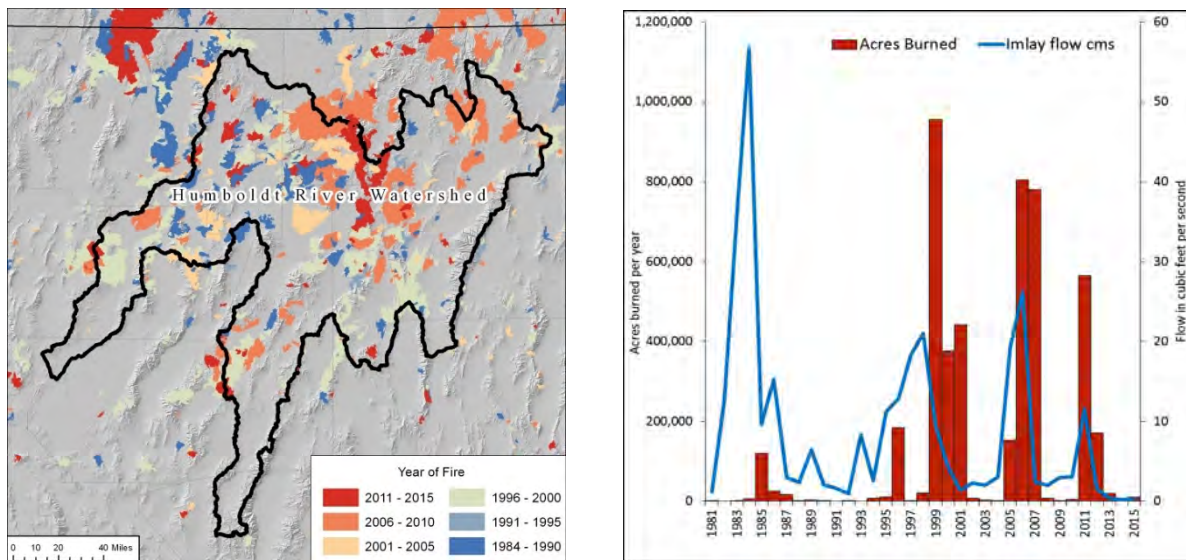 Humboldt River Watershed
Year of Fire
2011 - 2015
1996 - 2000
2006 - 2010
1991 - 1995
2001 - 2005
1984 - 1990
0 10 20 40 Miles
Acres Burned
Imlay flow cms
1,200,000
1,000,000
800,000
600,000
400,000
200,000
0
Acres burned per year
60
50
40
30
20
10
0
Flow in cubic feet per second
1981
1983
1985
1987
1989
1991
1993
1995
1997
1999
2001
2003
2005
2007
2009
2011
2013
2015